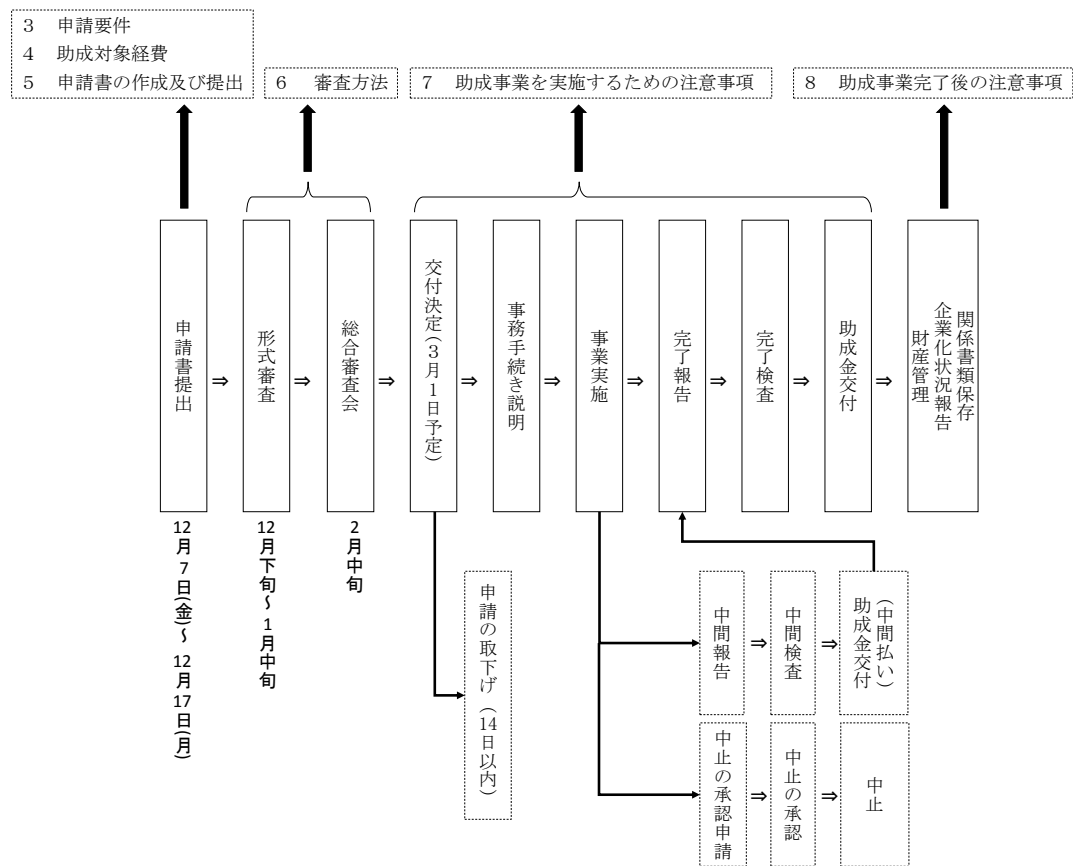 3 申請要件
4 助成対象経費
5 申請書の作成及び提出
6 審査方法
7 助成事業を実施するための注意事項
8 助成事業完了後の注意事項
申請書提出
⇒
形式審査
⇒
総合審査会
⇒
交付決定(3月1日予定)
⇒
事務手続き説明
⇒
事業実施
⇒
完了報告
⇒
完了検査
⇒
助成金交付
⇒
関係書類保存
企業化状況報告
財産管理
12月7日(金)~12月17日(月)
12月下旬~1月中旬
2月中旬
申請の取下げ(14日以内)
中間報告
⇒
中間検査
⇒
(中間払い)
助成金交付
中止の承認申請
⇒
中止の承認
⇒
中止